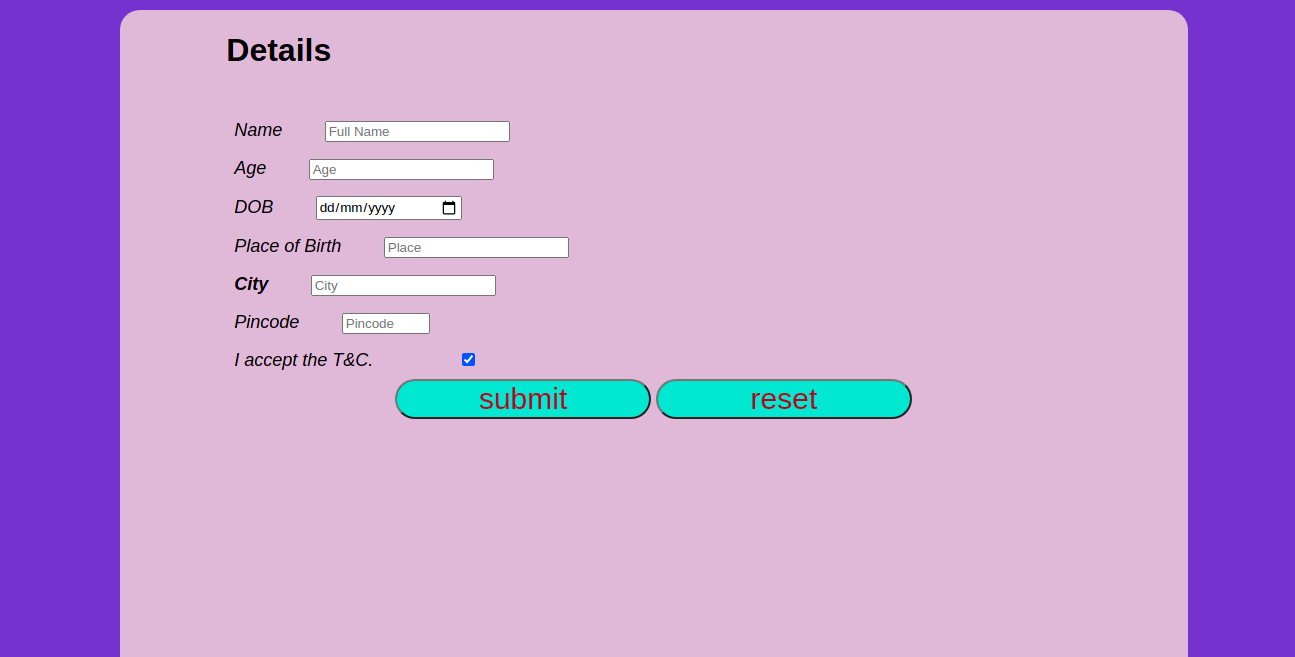 Details
Name Full Name
Age Age
DOB dd/mm/yyyy
Place of Birth Place
City City
Pincode Pincode
I accept the T&C.
submit reset